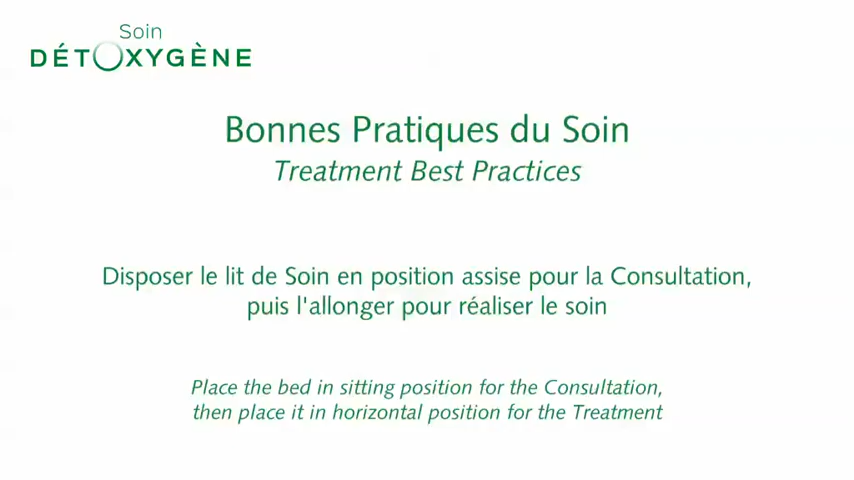 Soin
DÉTOXYGÈNE
Bonnes Pratiques du Soin
Treatment Best Practices
Disposer le lit de Soin en position assise pour la Consultation,
puis l'allonger pour réaliser le soin
Place the bed in sitting position for the Consultation,
then place it in horizontal position for the Treatment